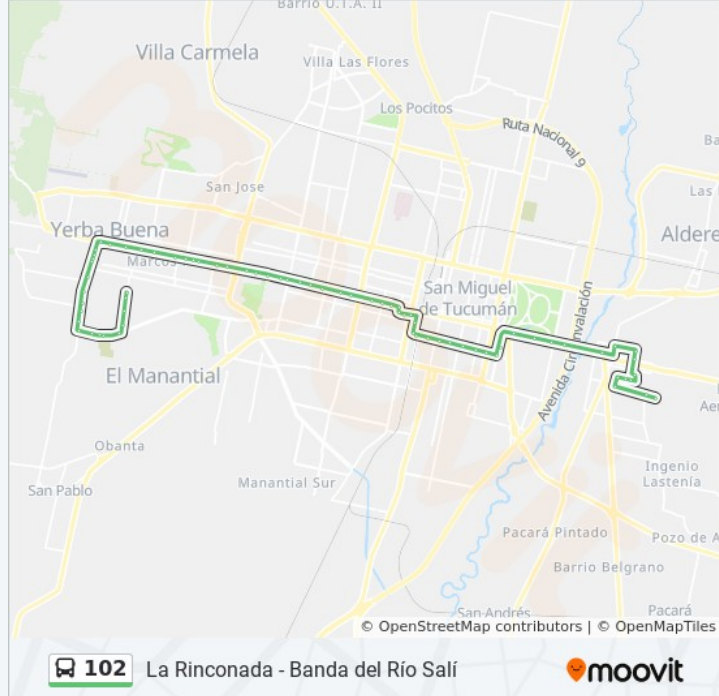 Barrio U.T.A. II
Villa Carmela
Villa Las Flores
Los Pocitos
Ruta Nacional 9
San Jose
Yerba Buena
Marcos
Aldere
Las
Ba
San Miguel
de Tucumán
Avenida Circunvalación
El Manantial
Aer
Obanta
San Pablo
Manantial Sur
Ingenio
Lastenía
Pacará Pintado
Pozo de A
Barrio Belgrano
San Andrés
Pacará
© OpenStreetMap contributors | © OpenMapTiles
102 La Rinconada - Banda del Río Salí
moovit